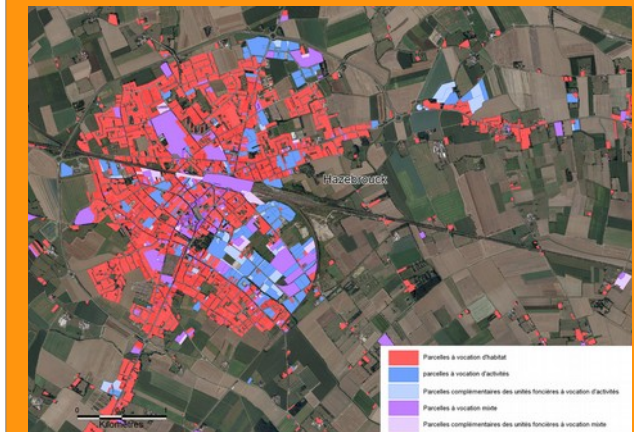 Hazebrouck
Parcelles à vocation d'habitat
parcelles à vocation d'activités
Parcelles complémentaires des unités foncières à vocation d'activités
Parcelles à vocation mixte
Parcelles complémentaires des unités foncières à vocation mixte
0
Kilomètres